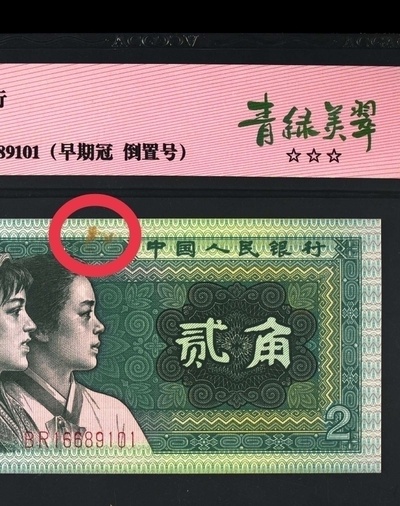 行
青绿美翠
89101（早期冠 倒置号）
☆☆☆
中国人民银行
贰角
BR16689101
2